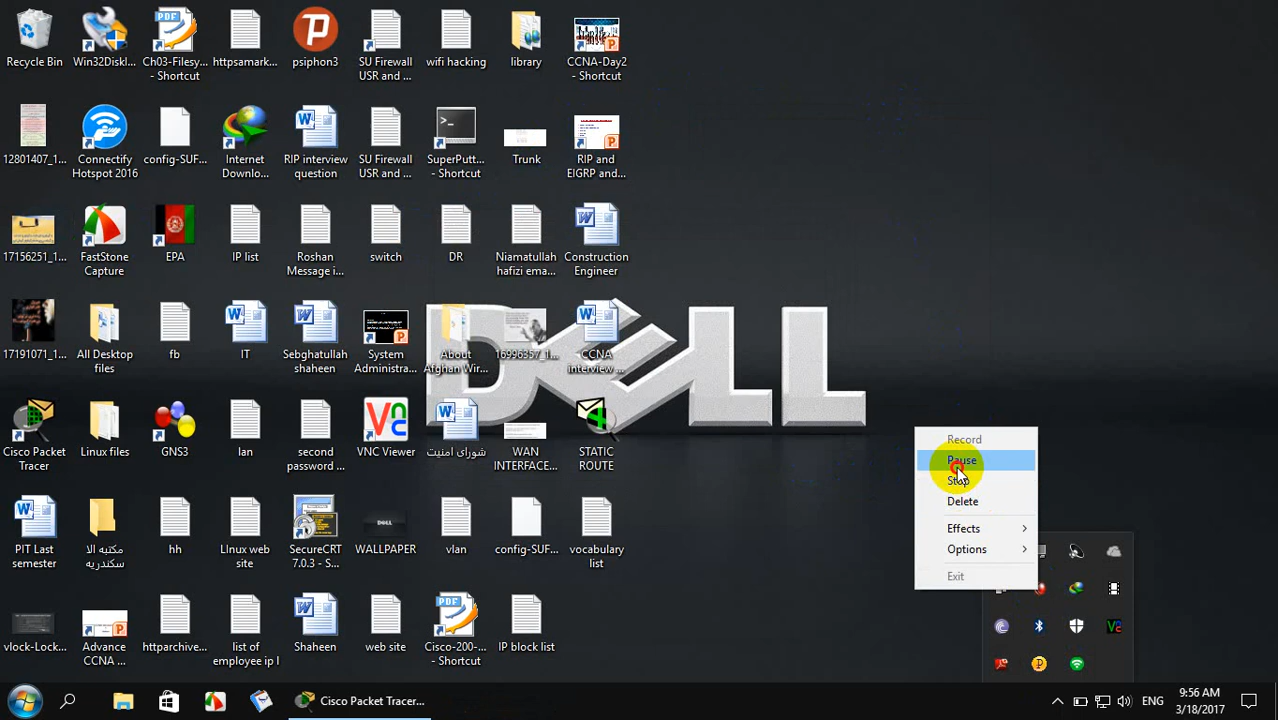 Recycle Bin
Win32Diskl...
Ch03-Filesy...
- Shortcut
httpsamark...
psiphon3
SU Firewall
USR and ...
wifi hacking
library
CCNA-Day2
- Shortcut
12801407_1...
Connectify
Hotspot 2016
config-SUF...
Internet
Downlo...
RIP interview
question
SU Firewall
USR and ...
SuperPutt...
- Shortcut
Trunk
RIP and
EIGRP and...
17156251_1...
FastStone
Capture
EPA
IP list
Roshan
Message i...
switch
DR
Niamatullah
hafizi ema...
Construction
Engineer
DELL
17191071_1...
All Desktop
files
fb
IT
Sebghatullah
shaheen
System
Administra...
About
Afghan Wir...
16996357_1...
CCNA
interview ...
Cisco Packet
Tracer
Linux files
GNS3
lan
second
password ...
VNC Viewer
شورای امنیت
WAN
INTERFACE...
STATIC
ROUTE
PIT Last
semester
مكتبه الا
سكندريه
hh
LInux web
site
SecureCRT
7.0.3 - S...
WALLPAPER
vlan
config-SUF...
vocabulary
list
vlock-Lock...
Advance
CCNA ...
httparchive...
list of
employee ip l
Shaheen
web site
Cisco-200-...
- Shortcut
IP block list
Record
Pause
Stop
Delete
Effects
Options
Exit
Cisco Packet Tracer...
ENG
9:56 AM
3/18/2017